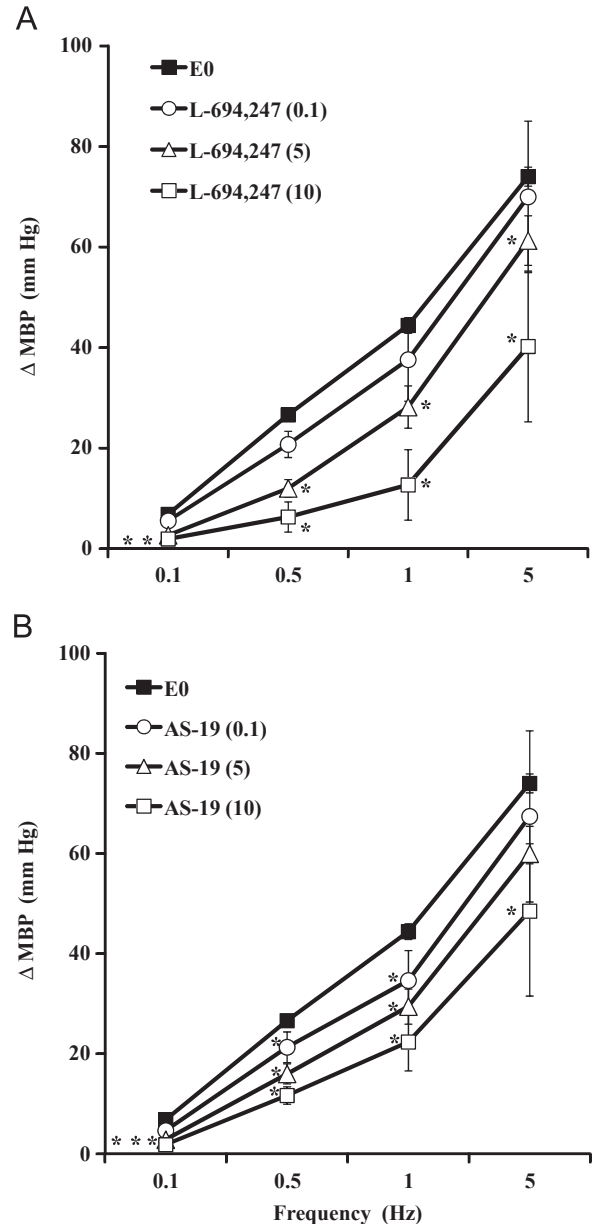 A
100
80
60
40
20
0
Δ MBP (mm Hg)
E0
L-694,247 (0.1)
L-694,247 (5)
L-694,247 (10)
*
*
*
*
* *
*
*
0.1 0.5 1 5
B
100
80
60
40
20
0
Δ MBP (mm Hg)
E0
AS-19 (0.1)
AS-19 (5)
AS-19 (10)
*
*
*
*
*
*
*
* * *
0.1 0.5 1 5
Frequency (Hz)